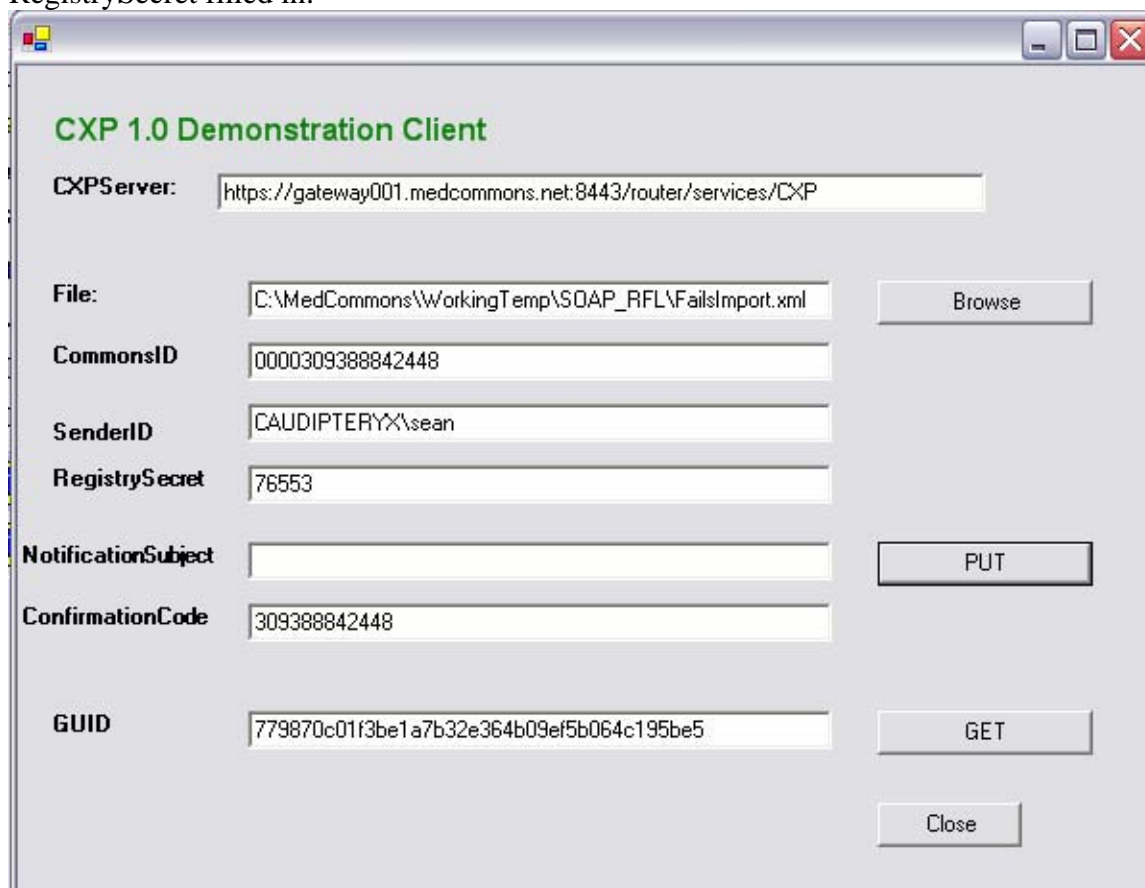 RegistrySecret filled in.
CXP 1.0 Demonstration Client
CXPServer: https://gateway001.medcommons.net:8443/router/services/CXP
File: C:\MedCommons\WorkingTemp\SOAP_RFL\FailsImport.xml Browse
CommonsID 0000309388842448
SenderID CAUDIPTERYX\sean
RegistrySecret 76553
NotificationSubject PUT
ConfirmationCode 309388842448
GUID 779870c01f3be1a7b32e364b09ef5b064c195be5 GET
Close